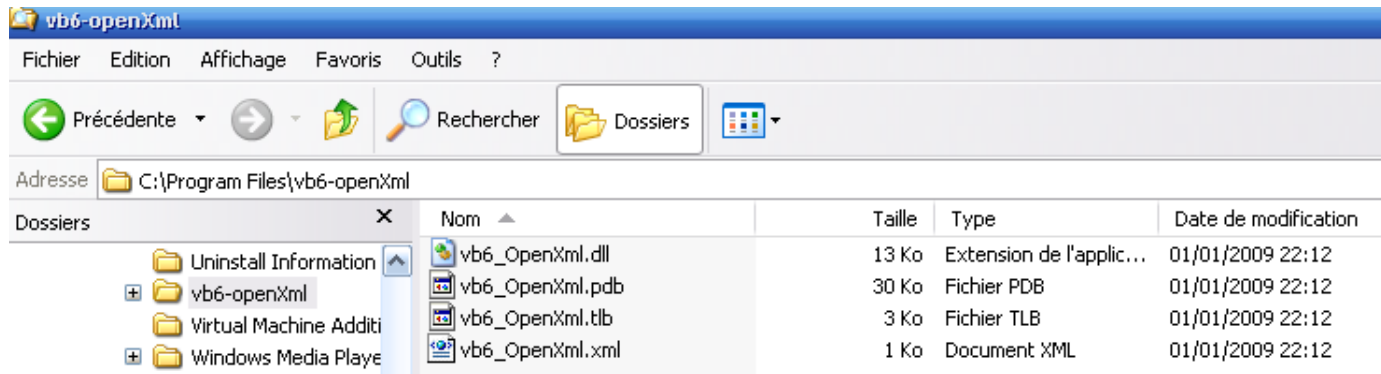 vb6-openXml
Fichier Edition Affichage Favoris Outils ?
Précédente Rechercher Dossiers
Adresse C:\Program Files\vb6-openXml
Dossiers x Nom Taille Type Date de modification
Uninstall Information vb6_OpenXml.dll 13 Ko Extension de l'applic... 01/01/2009 22:12
vb6-openXml vb6_OpenXml.pdb 30 Ko Fichier PDB 01/01/2009 22:12
Virtual Machine Additi vb6_OpenXml.tlb 3 Ko Fichier TLB 01/01/2009 22:12
Windows Media Playe vb6_OpenXml.xml 1 Ko Document XML 01/01/2009 22:12